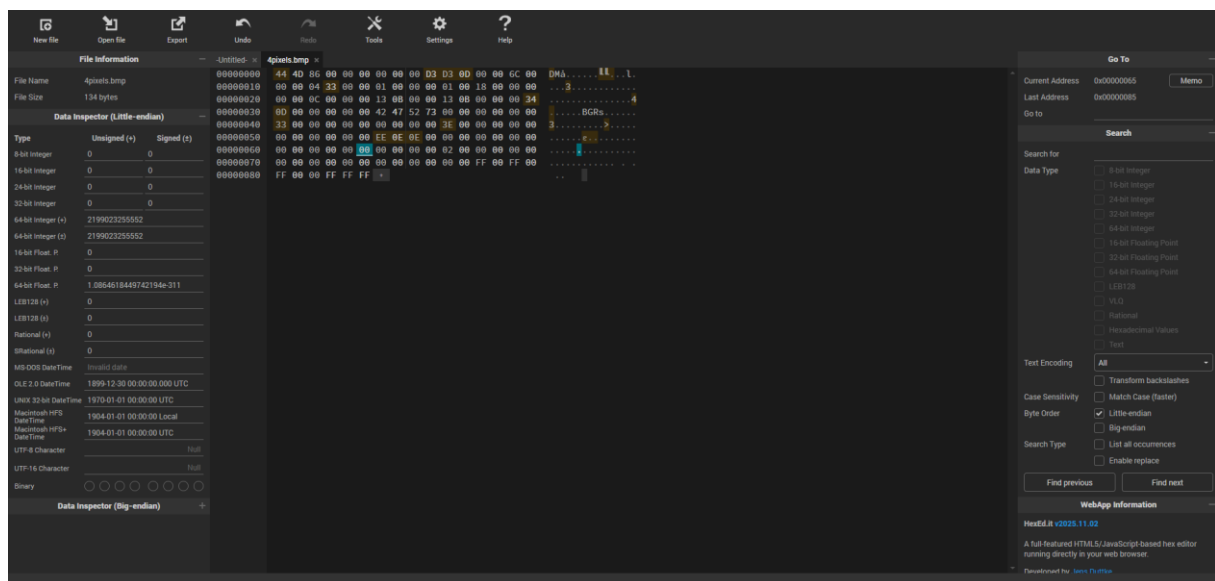 New file Open file Export Undo Redo Tools Settings Help
File Information
File Name 4pixels.bmp
File Size 134 bytes
Data Inspector (Little-endian)
Type Unsigned (+) Signed (±)
8-bit Integer 0 0
16-bit Integer 0 0
24-bit Integer 0 0
32-bit Integer 0 0
64-bit Integer (+) 2199023255552
64-bit Integer (±) 2199023255552
16-bit Float. P. 0
32-bit Float. P. 0
64-bit Float. P. 1.0864618449742194e-311
LEB128 (+) 0
LEB128 (±) 0
Rational (+) 0
SRational (±) 0
MS-DOS DateTime Invalid date
OLE 2.0 DateTime 1899-12-30 00:00:00.000 UTC
UNIX 32-bit DateTime 1970-01-01 00:00:00 UTC
Macintosh HFS DateTime 1904-01-01 00:00:00 Local
Macintosh HFS+ DateTime 1904-01-01 00:00:00 UTC
UTF-8 Character Null
UTF-16 Character Null
Binary
Data Inspector (Big-endian)
-Untitled- × 4pixels.bmp ×
00000000 44 4D 86 00 00 00 00 00 00 D3 D3 0D 00 00 6C 00
00000010 00 00 04 33 00 00 01 00 00 00 01 00 18 00 00 00
00000020 00 00 0C 00 00 00 13 0B 00 00 13 0B 00 00 00 34
00000030 0D 00 00 00 00 00 42 47 52 73 00 00 00 00 00 00
00000040 33 00 00 00 00 00 00 00 00 00 3E 00 00 00 00 00
00000050 00 00 00 00 00 00 EE 0E 0E 00 00 00 00 00 00 00
00000060 00 00 00 00 00 00 00 00 00 00 02 00 00 00 00 00
00000070 00 00 00 00 00 00 00 00 00 00 00 00 FF 00 FF 00
00000080 FF 00 00 FF FF FF +
Go To
Current Address 0x00000065 Memo
Last Address 0x00000085
Go to
Search
Search for
Data Type 8-bit Integer
16-bit Integer
24-bit Integer
32-bit Integer
64-bit Integer
16-bit Floating Point
32-bit Floating Point
64-bit Floating Point
LEB128
VLQ
Rational
Hexadecimal Values
Text
Text Encoding All
Transform backslashes
Case Sensitivity Match Case (faster)
Byte Order Little-endian
Big-endian
Search Type List all occurrences
Enable replace
Find previous Find next
WebApp Information
HexEd.it v2025.11.02
A full-featured HTML5/JavaScript-based hex editor
running directly in your web browser.
Developed by Jens Duttke